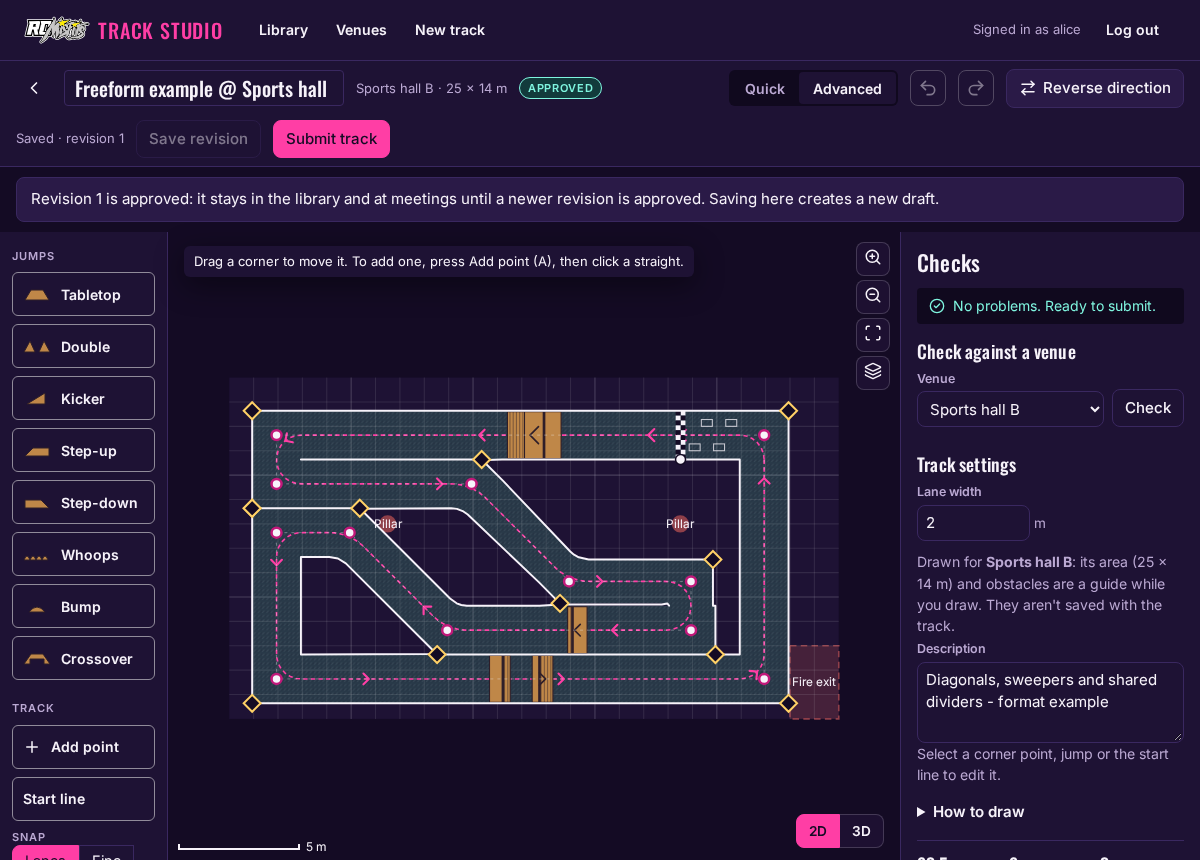 RC
TRACK STUDIO
Library
Venues
New track
Signed in as alice
Log out
Freeform example @ Sports hall
Sports hall B · 25 × 14 m
APPROVED
Quick
Advanced
Reverse direction
Saved · revision 1
Save revision
Submit track
Revision 1 is approved: it stays in the library and at meetings until a newer revision is approved. Saving here creates a new draft.
JUMPS
Tabletop
Double
Kicker
Step-up
Step-down
Whoops
Bump
Crossover
TRACK
Add point
Start line
SNAP
Drag a corner to move it. To add one, press Add point (A), then click a straight.
Pillar
Pillar
Fire exit
5 m
2D
3D
Checks
No problems. Ready to submit.
Check against a venue
Venue
Sports hall B
Check
Track settings
Lane width
2
m
Drawn for Sports hall B: its area (25 ×
14 m) and obstacles are a guide while
you draw. They aren't saved with the
track.
Description
Diagonals, sweepers and shared
dividers - format example
Select a corner point, jump or the start
line to edit it.
How to draw